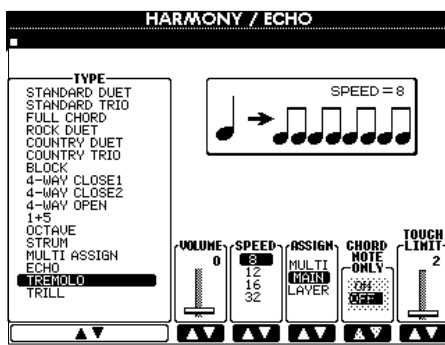 HARMONY / ECHO
TYPE
STANDARD DUET
STANDARD TRIO
FULL CHORD
ROCK DUET
COUNTRY DUET
COUNTRY TRIO
BLOCK
4-WAY CLOSE1
4-WAY CLOSE2
4-WAY OPEN
1+5
OCTAVE
STRUM
MULTI ASSIGN
ECHO
TREMOLO
TRILL
SPEED=8
VOLUME
0
SPEED
8
12
16
32
ASSIGN
MULTI
MAIN
LAYER
CHORD
NOTE
ONLY
ON
OFF
TOUCH
LIMIT
2